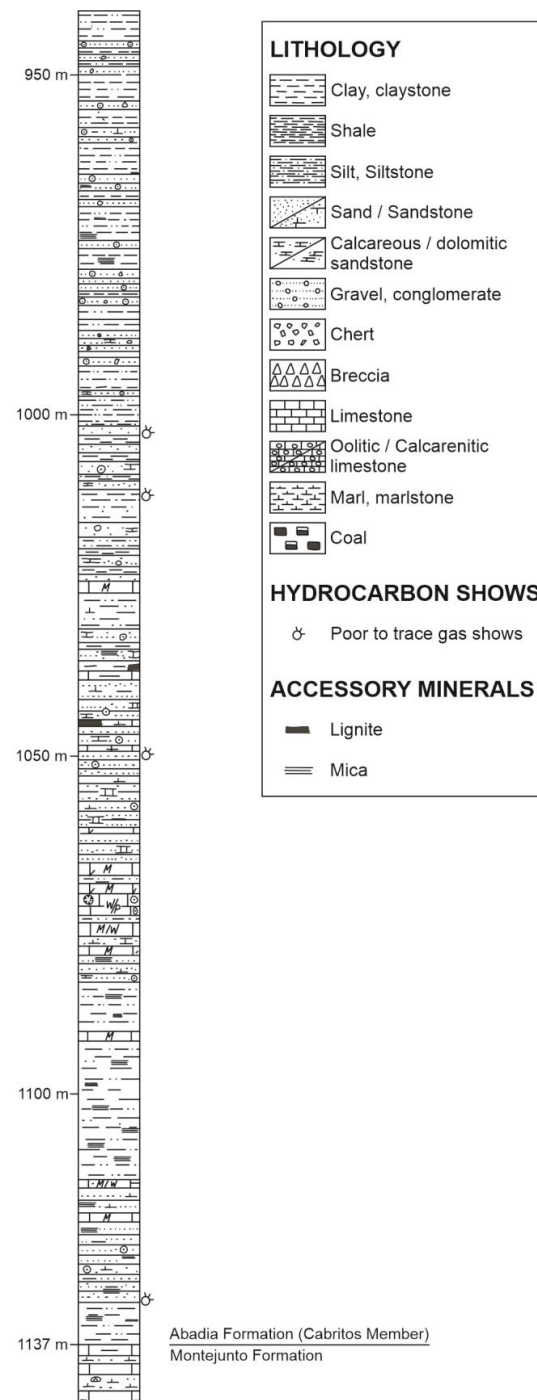 950 m
1000 m
M
1050 m
M
M
W/P
M/W
M
M
1100 m
M/W
M
1137 m
Abadia Formation (Cabritos Member)
Montejunto Formation
LITHOLOGY
Clay, claystone
Shale
Silt, Siltstone
Sand / Sandstone
Calcareous / dolomitic
sandstone
Gravel, conglomerate
Chert
Breccia
Limestone
Oolitic / Calcarenitic
limestone
Marl, marlstone
Coal
HYDROCARBON SHOWS
Poor to trace gas shows
ACCESSORY MINERALS
Lignite
Mica